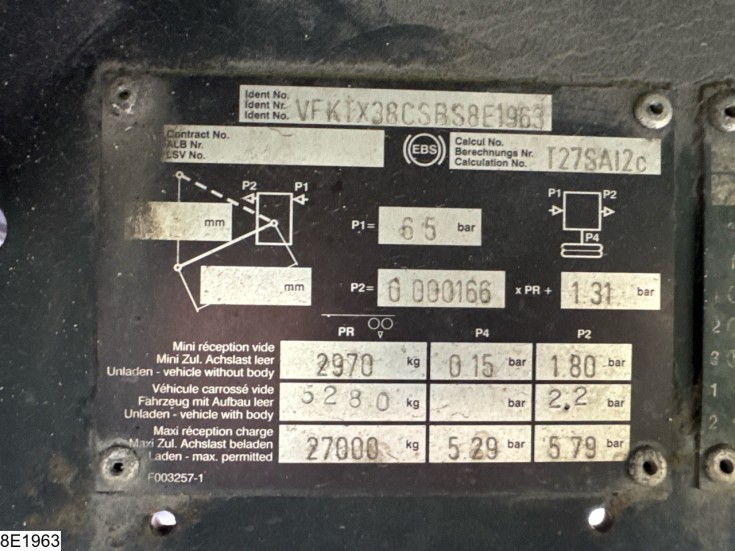 Ident No.
Ident Nr. VFKTX38CSBS8E1963
Ident No.
Contract No.
ALB Nr.
LSV No.
EBS
Calcul No.
Berechnungs Nr. T27SA12c
Calculation No.
P2 P1
mm
mm
P1= 6 5 bar
P1 P2
P4
P2= 0 000166 x PR + 1.31 bar
PR P4 P2
Mini réception vide
Mini Zul. Achslast leer 2970 kg 0 15 bar 1.80 bar
Unladen - vehicle without body
Véhicule carrossé vide
Fahrzeug mit Aufbau leer 5280 kg bar 2.2 bar
Unladen - vehicle with body
Maxi réception charge
Maxi Zul. Achslast beladen 27000 kg 5.29 bar 5.79 bar
Laden - max. permitted
F003257-1
8E1963